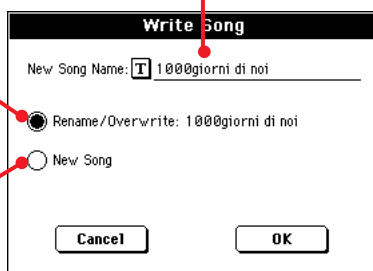 Write Song
New Song Name: T 1000giorni di noi
Rename/Overwrite: 1000giorni di noi
New Song
Cancel OK